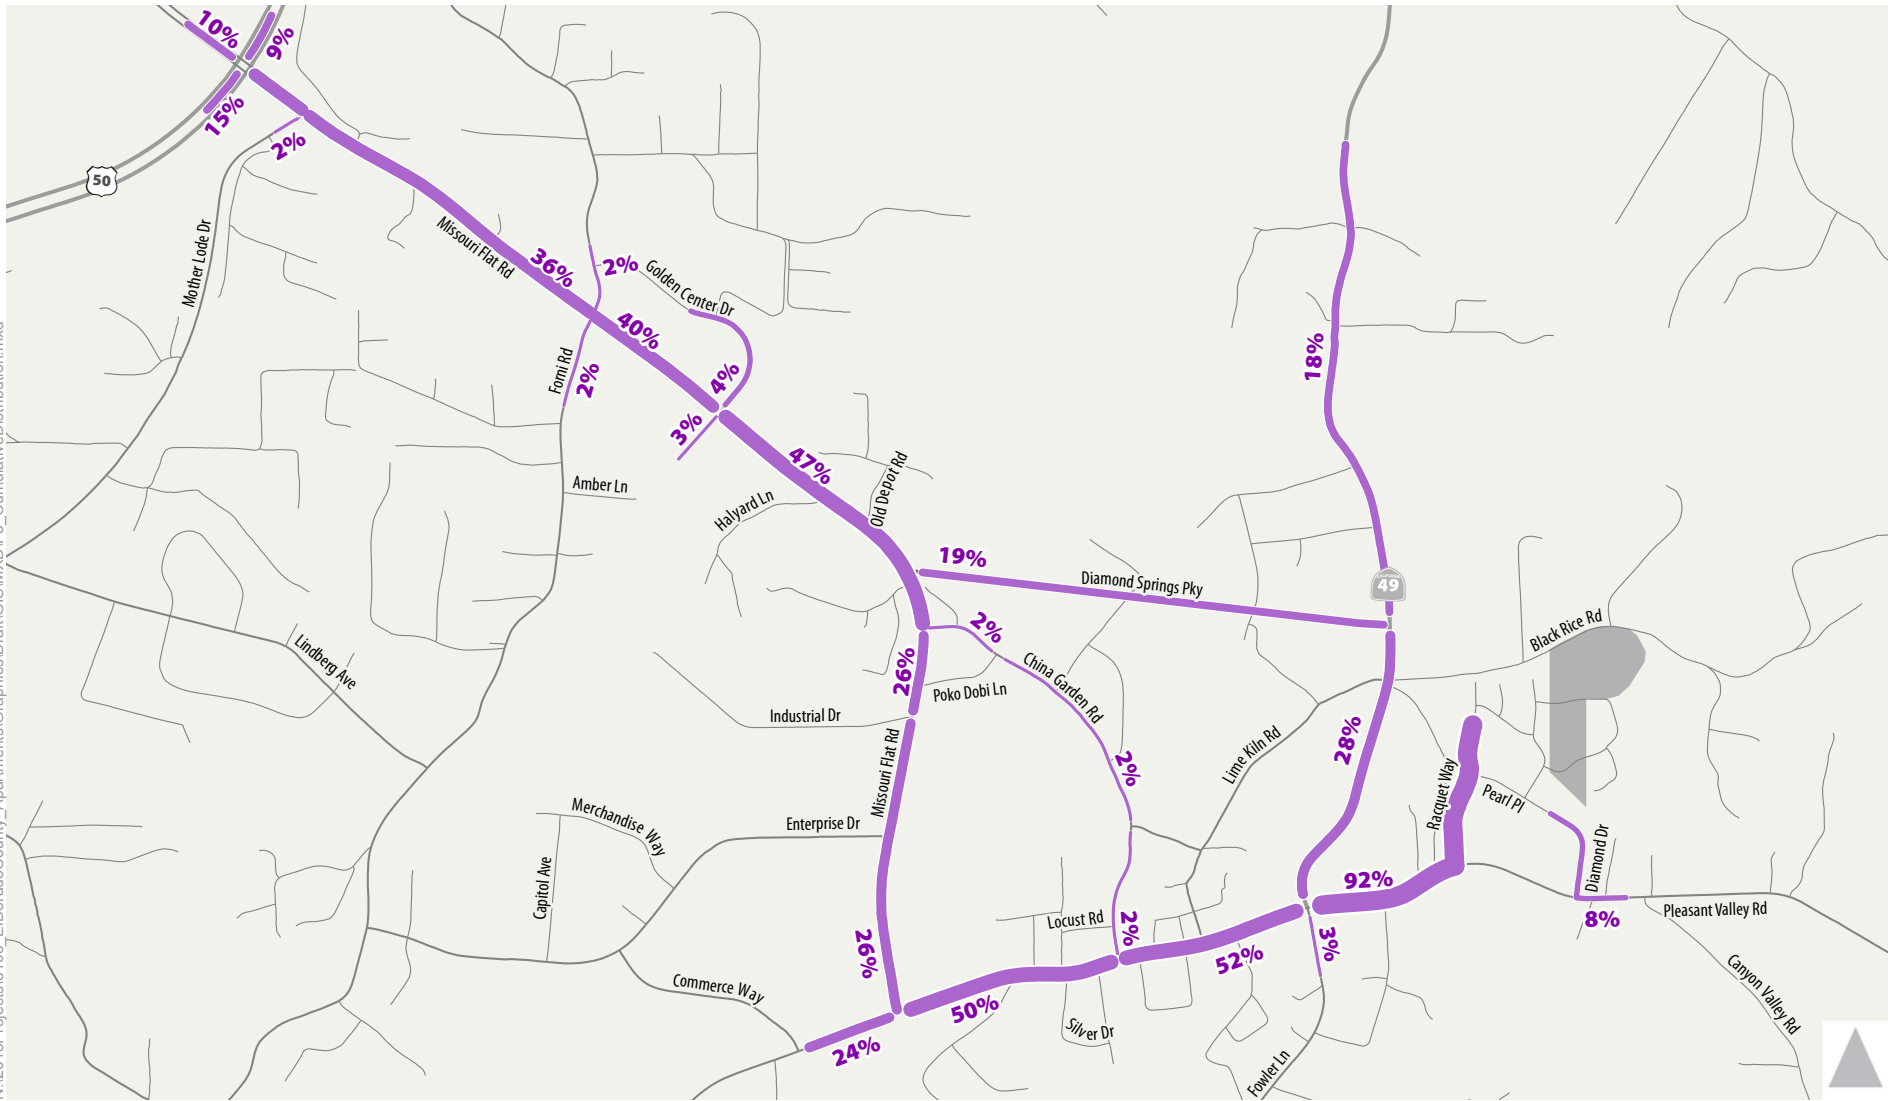 10%
9%
15%
2%
50
Mother Lode Dr
Missouri Flat Rd
36%
2%
Golden Center Dr
40%
Forni Rd
2%
4%
3%
18%
47%
Old Depot Rd
Amber Ln
Halyard Ln
19%
Diamond Springs Pky
CALIFORNIA
49
2%
Black Rice Rd
Lindberg Ave
26%
China Garden Rd
Poko Dobi Ln
Industrial Dr
28%
Lime Kiln Rd
2%
Missouri Flat Rd
Racquet Way
Pearl Pl
Merchandise Way
Enterprise Dr
Capitol Ave
Diamond Dr
92%
Pleasant Valley Rd
8%
Locust Rd
2%
3%
26%
52%
Commerce Way
50%
Silver Dr
24%
Canyon Valley Rd
Fowler Ln